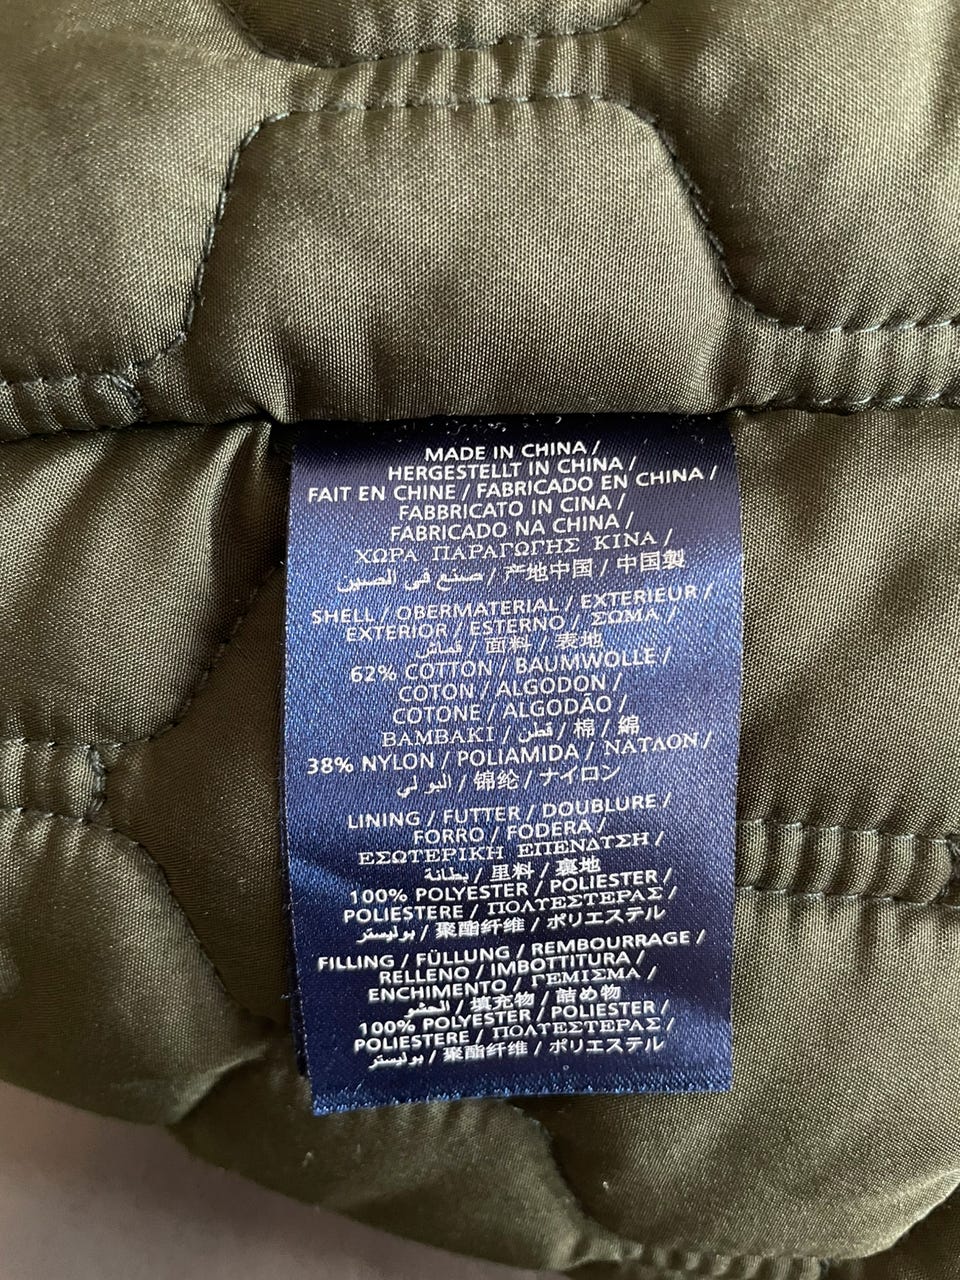 MADE IN CHINA /
HERGESTELLT IN CHINA /
FAIT EN CHINE / FABRICADO EN CHINA /
FABBRICATO IN CINA /
FABRICADO NA CHINA /
ΧΩΡΑ ΠΑΡΑΓΩΓΗΣ ΚΙΝΑ /
صنع في الصين / 产地中国 / 中国製
SHELL / OBERMATERIAL / EXTERIEUR /
EXTERIOR / ESTERNO / ΣΩΜΑ /
قماش / 面料 / 表地
62% COTTON / BAUMWOLLE /
COTON / ALGODON /
COTONE / ALGODÃO /
ΒΑΜΒΑΚΙ / قطن / 棉 / 綿
38% NYLON / POLIAMIDA / ΝΑΥΛΟΝ /
البولي / 锦纶 / ナイロン
LINING / FUTTER / DOUBLURE /
FORRO / FODERA /
ΕΣΩΤΕΡΙΚΗ ΕΠΕΝΔΥΣΗ /
بطانة / 里料 / 裏地
100% POLYESTER / POLIESTER /
POLIESTERE / ΠΟΛΥΕΣΤΕΡΑΣ /
بوليستر / 聚酯纤维 / ポリエステル
FILLING / FÜLLUNG / REMBOURRAGE /
RELLENO / IMBOTTITURA /
ENCHIMENTO / ΓΕΜΙΣΜΑ /
الحشو / 填充物 / 詰め物
100% POLYESTER / POLIESTER /
POLIESTERE / ΠΟΛΥΕΣΤΕΡΑΣ /
بوليستر / 聚酯纤维 / ポリエステル